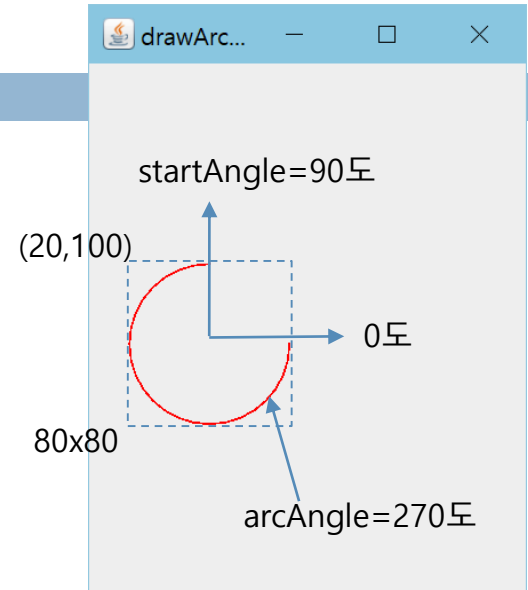 drawArc...
startAngle=90도
(20,100)
0도
80x80
arcAngle=270도